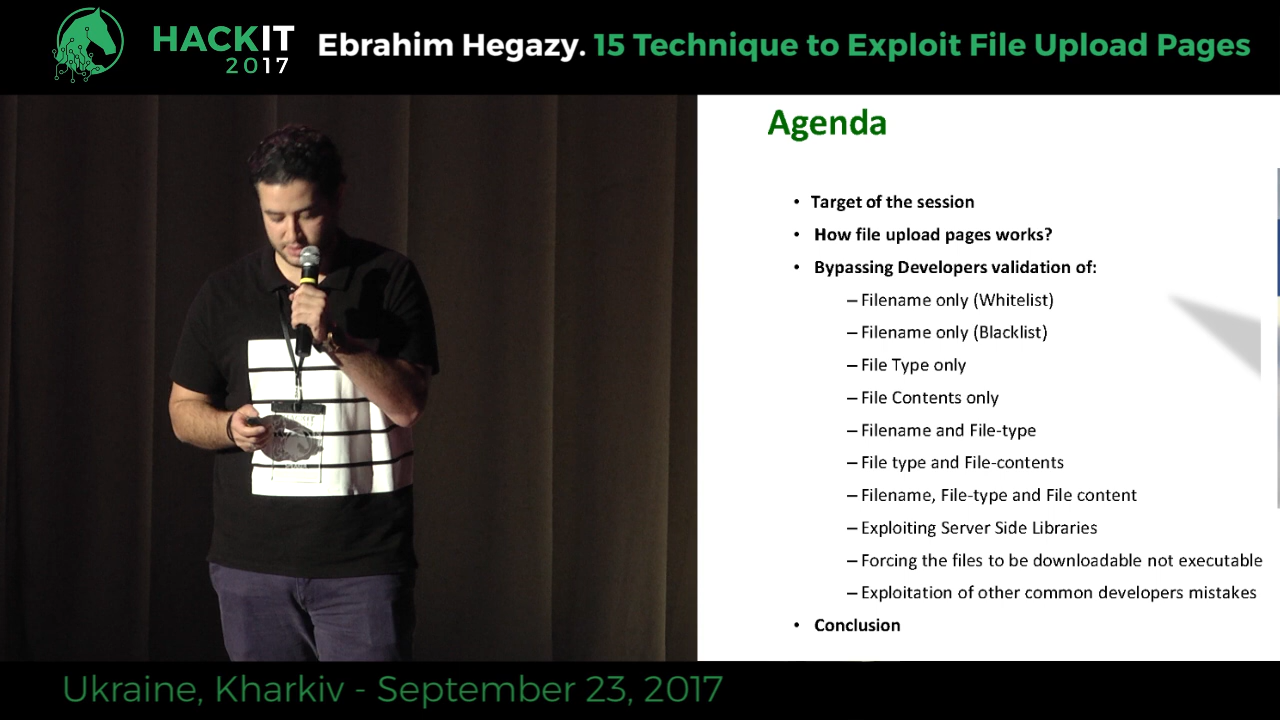 HACKIT
2017
Ebrahim Hegazy. 15 Technique to Exploit File Upload Pages
Agenda
• Target of the session
• How file upload pages works?
• Bypassing Developers validation of:
– Filename only (Whitelist)
– Filename only (Blacklist)
– File Type only
– File Contents only
– Filename and File-type
– File type and File-contents
– Filename, File-type and File content
– Exploiting Server Side Libraries
– Forcing the files to be downloadable not executable
– Exploitation of other common developers mistakes
• Conclusion
Ukraine, Kharkiv - September 23, 2017